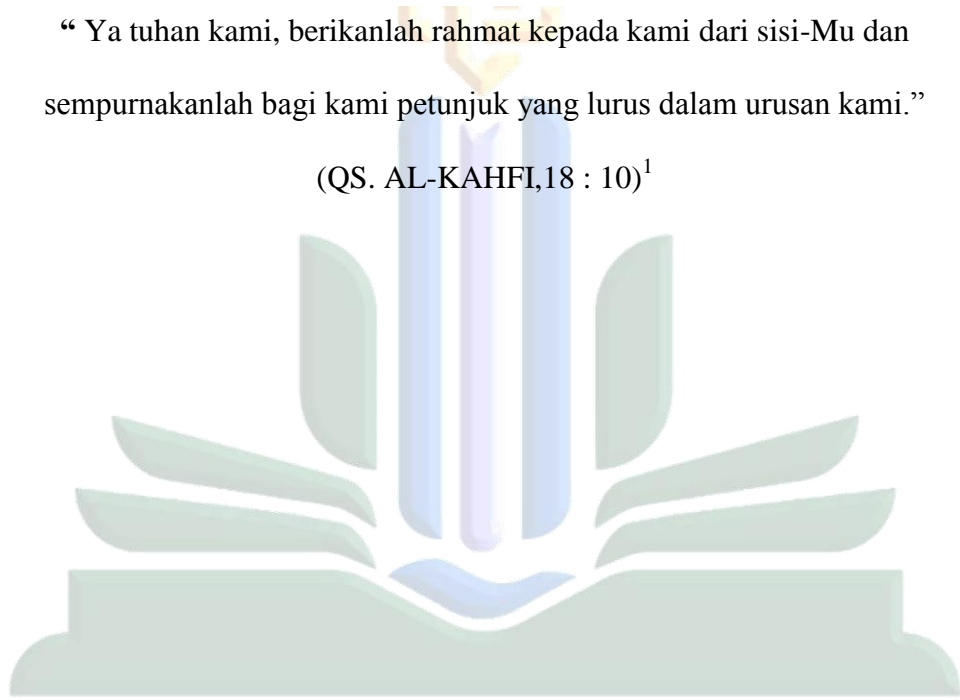 “ Ya tuhan kami, berikanlah rahmat kepada kami dari sisi-Mu dan
sempurnakanlah bagi kami petunjuk yang lurus dalam urusan kami.”
(QS. AL-KAHFI,18 : 10)1